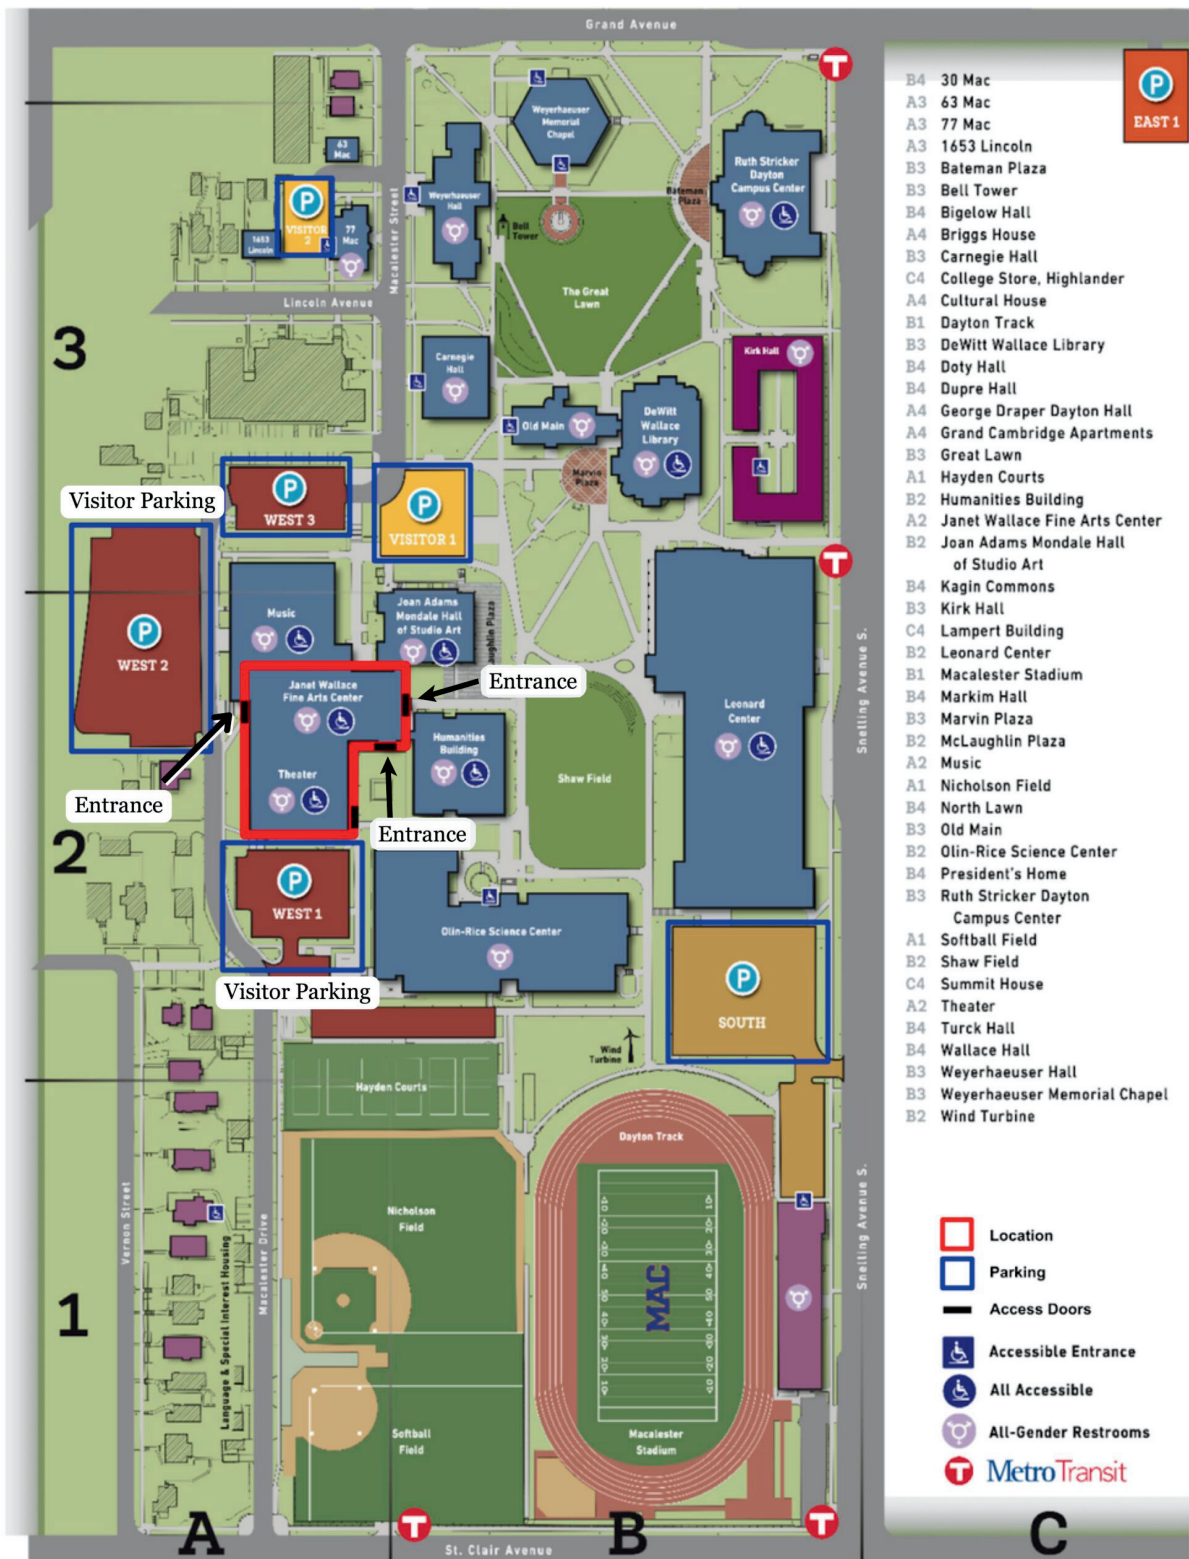 Grand Avenue
Weyerhaeuser
Memorial
Chapel
63
Mac
Weyerhaeuser
Hall
Macalester Street
Bell
Tower
Bateman
Plaza
Ruth Stricker
Dayton
Campus Center
P
VISITOR
2
1653
Lincoln
77
Mac
The Great
Lawn
Lincoln Avenue
3
Carnegie
Hall
Kirk Hall
Old Main
DeWitt
Wallace
Library
Marvin
Plaza
Visitor Parking
P
WEST 3
P
VISITOR 1
P
WEST 2
Music
Joan Adams
Mondale Hall
of Studio Art
Janet Wallace
Fine Arts Center
Entrance
Theater
Humanities
Building
Leonard
Center
Snelling Avenue S.
Shaw Field
Entrance
Entrance
2
P
WEST 1
Olin-Rice Science Center
Visitor Parking
P
SOUTH
Wind
Turbine
Hayden Courts
Dayton Track
Vernon Street
Language & Special Interest Housing
Macalester Drive
Nicholson
Field
MAC
Snelling Avenue S.
1
Softball
Field
Macalester
Stadium
A
B
C
St. Clair Avenue
P
EAST 1
B4 30 Mac
A3 63 Mac
A3 77 Mac
A3 1653 Lincoln
B3 Bateman Plaza
B3 Bell Tower
B4 Bigelow Hall
A4 Briggs House
B3 Carnegie Hall
C4 College Store, Highlander
A4 Cultural House
B1 Dayton Track
B3 DeWitt Wallace Library
B4 Doty Hall
B4 Dupre Hall
A4 George Draper Dayton Hall
A4 Grand Cambridge Apartments
B3 Great Lawn
A1 Hayden Courts
B2 Humanities Building
A2 Janet Wallace Fine Arts Center
B2 Joan Adams Mondale Hall
of Studio Art
B4 Kagin Commons
B3 Kirk Hall
C4 Lampert Building
B2 Leonard Center
B1 Macalester Stadium
B4 Markim Hall
B3 Marvin Plaza
B2 McLaughlin Plaza
A2 Music
A1 Nicholson Field
B4 North Lawn
B3 Old Main
B2 Olin-Rice Science Center
B4 President's Home
B3 Ruth Stricker Dayton
Campus Center
A1 Softball Field
B2 Shaw Field
C4 Summit House
A2 Theater
B4 Turck Hall
B4 Wallace Hall
B3 Weyerhaeuser Hall
B3 Weyerhaeuser Memorial Chapel
B2 Wind Turbine
Location
Parking
Access Doors
Accessible Entrance
All Accessible
All-Gender Restrooms
T MetroTransit